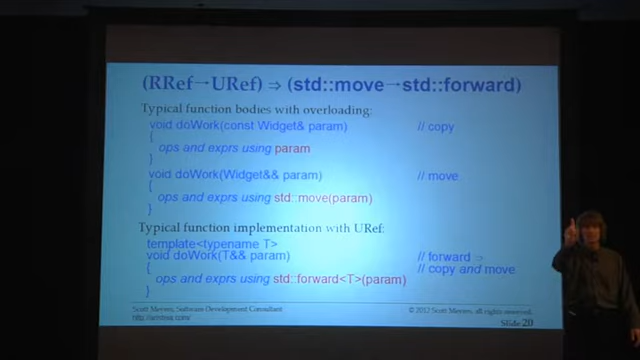 (RRef→URef) ⇒ (std::move→std::forward)
Typical function bodies with overloading:
void doWork(const Widget& param) // copy
{
ops and exprs using param
}
void doWork(Widget&& param) // move
{
ops and exprs using std::move(param)
}
Typical function implementation with URef:
template<typename T>
void doWork(T&& param) // forward ⇒
{ // copy and move
ops and exprs using std::forward<T>(param)
}
Scott Meyers, Software Development Consultant © 2012 Scott Meyers, all rights reserved.
Slide 20